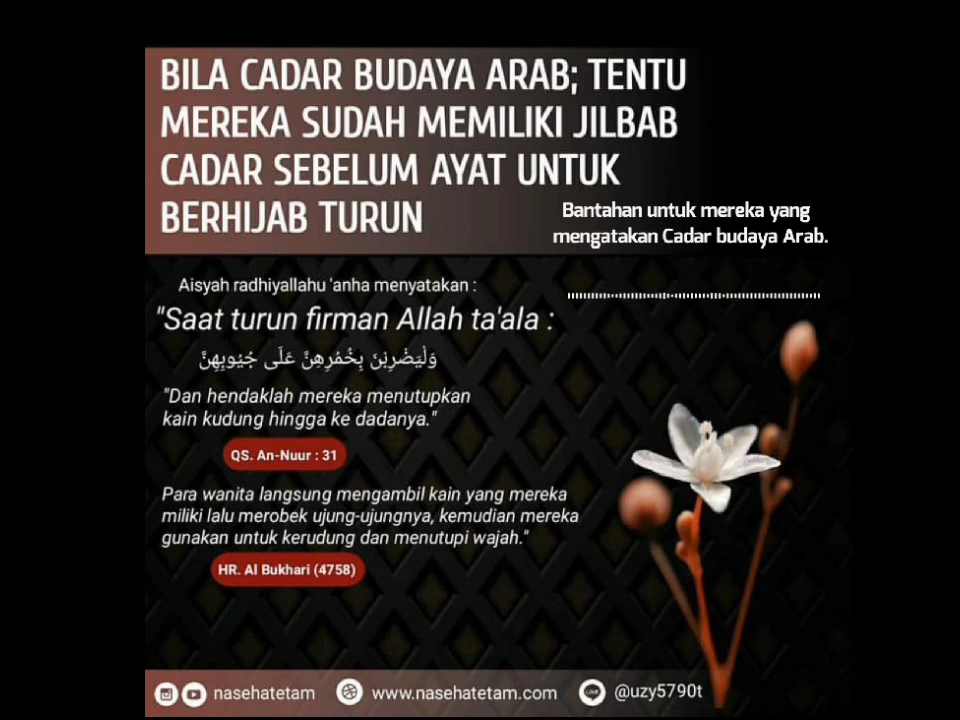 BILA CADAR BUDAYA ARAB; TENTU
MEREKA SUDAH MEMILIKI JILBAB
CADAR SEBELUM AYAT UNTUK
BERHIJAB TURUN
Bantahan untuk mereka yang
mengatakan Cadar budaya Arab.
Aisyah radhiyallahu 'anha menyatakan :
"Saat turun firman Allah ta'ala :
وَلْيَضْرِبْنَ بِخُمُرِهِنَّ عَلَى جُيُوبِهِنَّ
"Dan hendaklah mereka menutupkan
kain kudung hingga ke dadanya."
QS. An-Nuur : 31
Para wanita langsung mengambil kain yang mereka
miliki lalu merobek ujung-ujungnya, kemudian mereka
gunakan untuk kerudung dan menutupi wajah."
HR. Al Bukhari (4758)
nasehatetam www.nasehatetam.com @uzy5790t